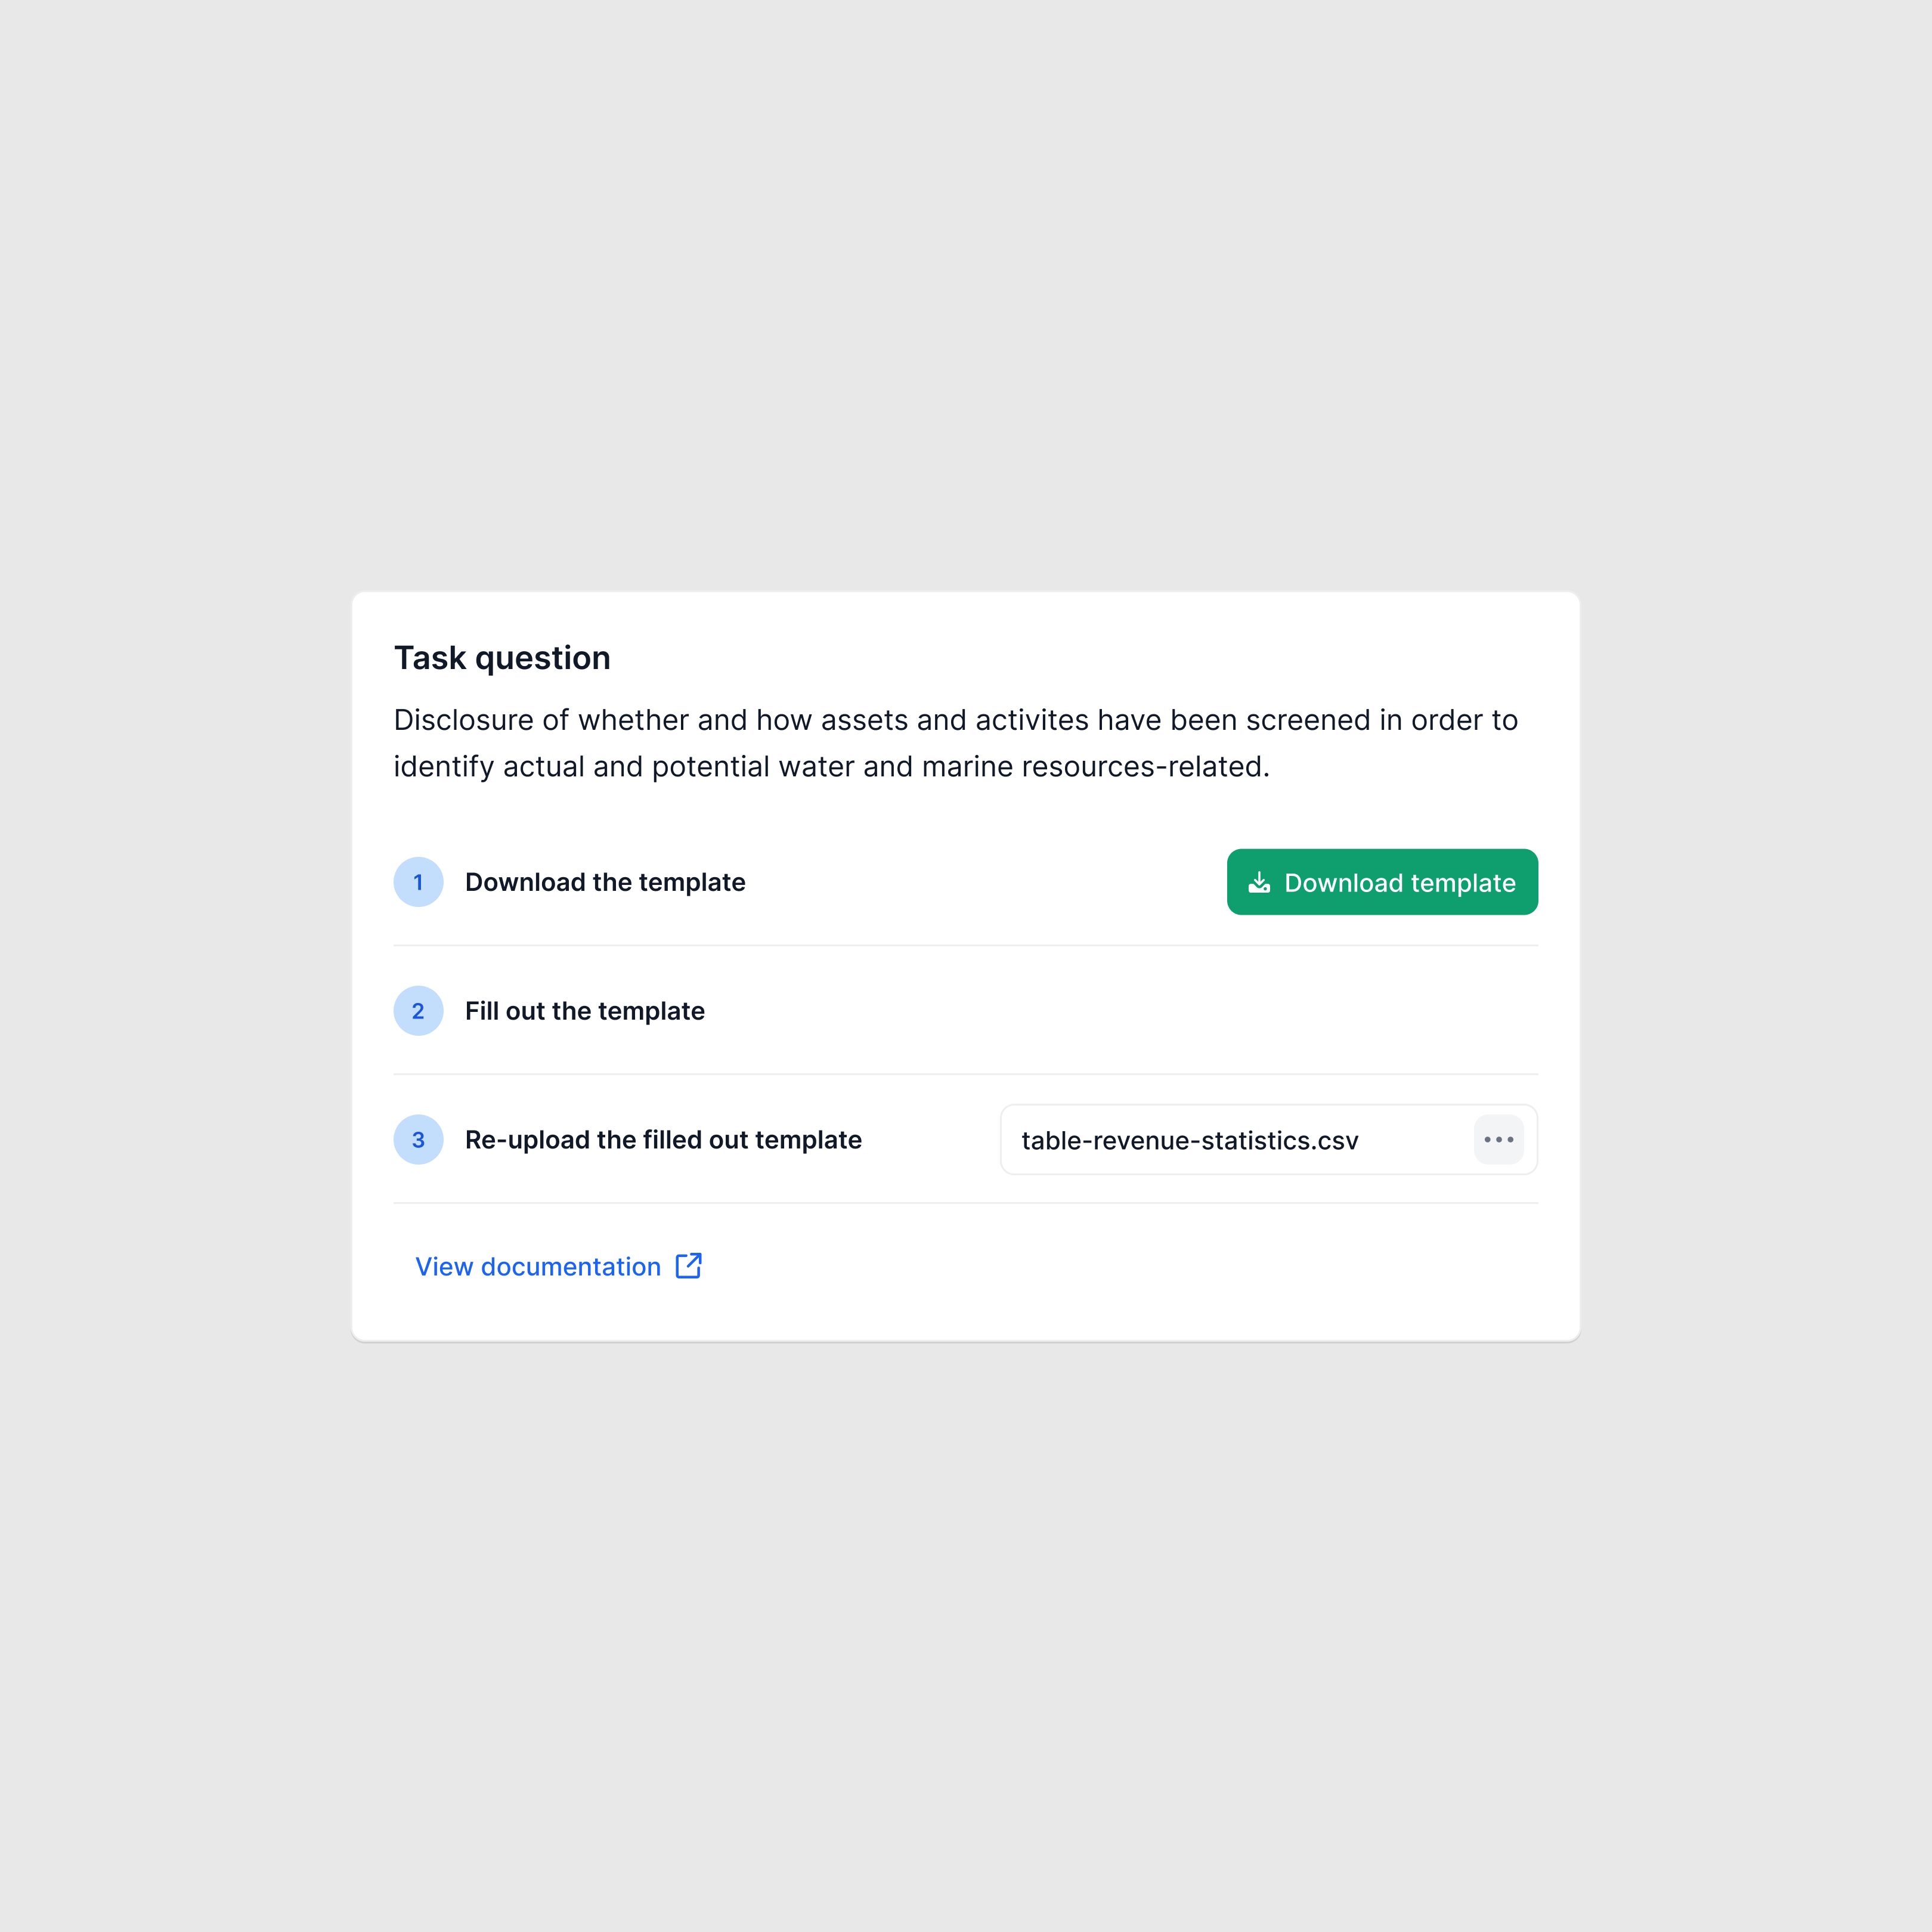 Task question
Disclosure of whether and how assets and activites have been screened in order to
identify actual and potential water and marine resources-related.
1 Download the template Download template
2 Fill out the template
3 Re-upload the filled out template table-revenue-statistics.csv
View documentation